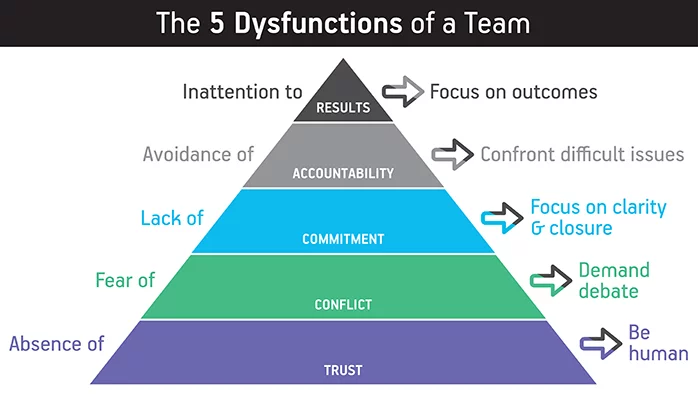 The 5 Dysfunctions of a Team
Inattention to
RESULTS
Focus on outcomes
Avoidance of
ACCOUNTABILITY
Confront difficult issues
Lack of
COMMITMENT
Focus on clarity
& closure
Fear of
CONFLICT
Demand
debate
Absence of
TRUST
Be
human